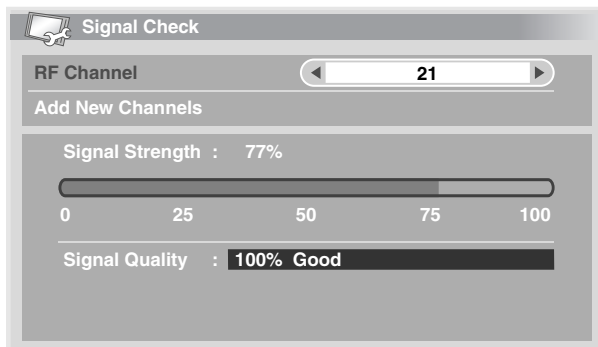 Signal Check
RF Channel 21
Add New Channels
Signal Strength : 77%
0 25 50 75 100
Signal Quality : 100% Good